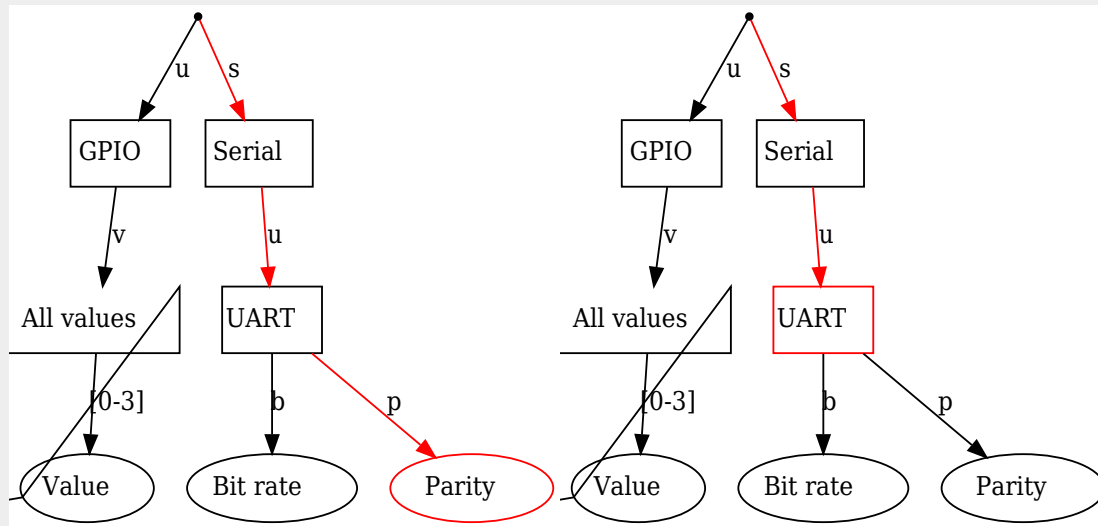 u s u s
GPIO Serial GPIO Serial
v u v u
All values UART All values UART
[0-3] b p [0-3] b p
Value Bit rate Parity Value Bit rate Parity